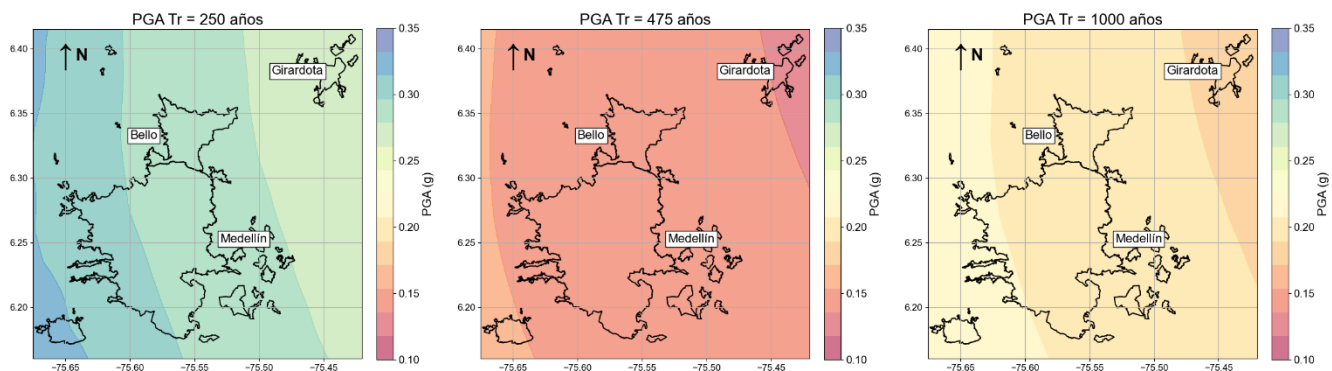 PGA Tr = 250 años
6.40
6.35
6.30
6.25
6.20
−75.65
−75.60
−75.55
−75.50
−75.45
N
Girardota
Bello
Medellín
0.35
0.30
0.25
0.20
0.15
0.10
PGA (g)
PGA Tr = 475 años
6.40
6.35
6.30
6.25
6.20
−75.65
−75.60
−75.55
−75.50
−75.45
N
Girardota
Bello
Medellín
0.35
0.30
0.25
0.20
0.15
0.10
PGA (g)
PGA Tr = 1000 años
6.40
6.35
6.30
6.25
6.20
−75.65
−75.60
−75.55
−75.50
−75.45
N
Girardota
Bello
Medellín
0.35
0.30
0.25
0.20
0.15
0.10
PGA (g)